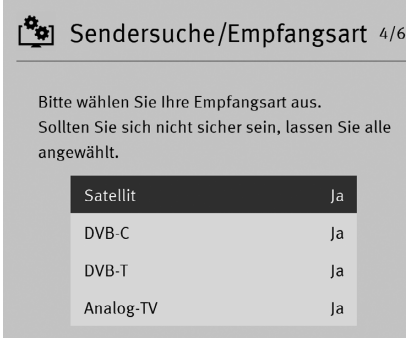 Sendersuche/Empfangsart 4/6
Bitte wählen Sie Ihre Empfangsart aus.
Sollten Sie sich nicht sicher sein, lassen Sie alle
angewählt.
Satellit Ja
DVB-C Ja
DVB-T Ja
Analog-TV Ja